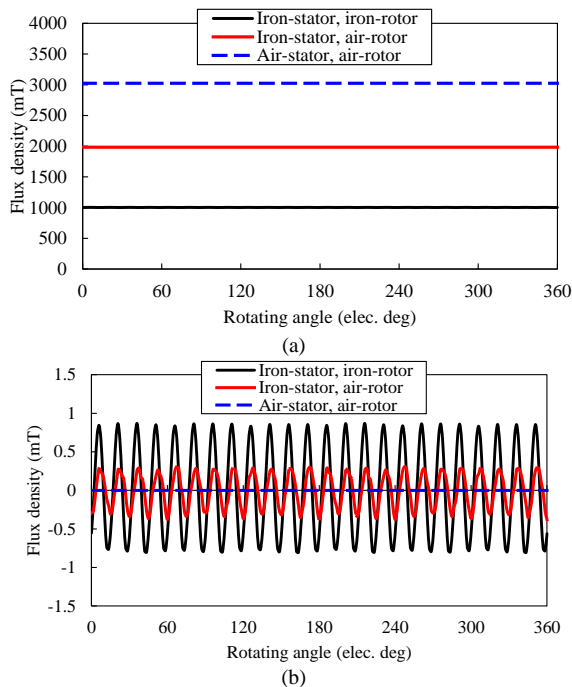 Iron-stator, iron-rotor
Iron-stator, air-rotor
Air-stator, air-rotor
Flux density (mT)
4000
3500
3000
2500
2000
1500
1000
500
0
0 60 120 180 240 300 360
Rotating angle (elec. deg)
(a)
Iron-stator, iron-rotor
Iron-stator, air-rotor
Air-stator, air-rotor
Flux density (mT)
1.5
1
0.5
0
-0.5
-1
-1.5
0 60 120 180 240 300 360
Rotating angle (elec. deg)
(b)